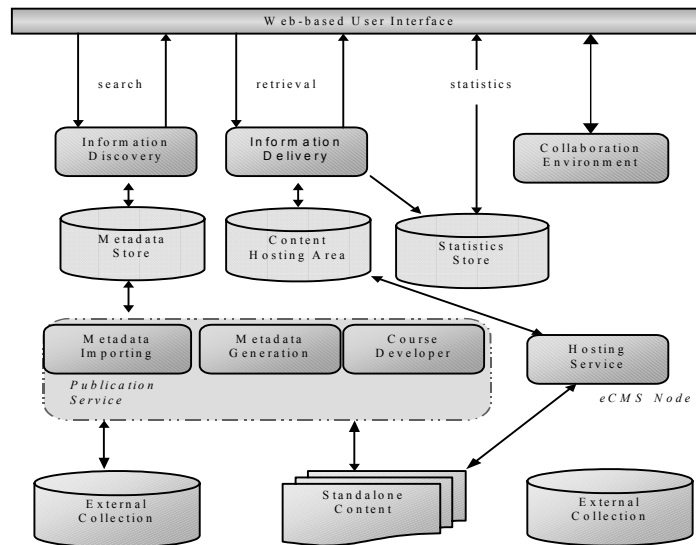 Web-based User Interface
search
retrieval
statistics
Information
Discovery
Information
Delivery
Collaboration
Environment
Metadata
Store
Content
Hosting Area
Statistics
Store
Metadata
Importing
Metadata
Generation
Course
Developer
Hosting
Service
Publication
Service
eCMS Node
External
Collection
Standalone
Content
External
Collection